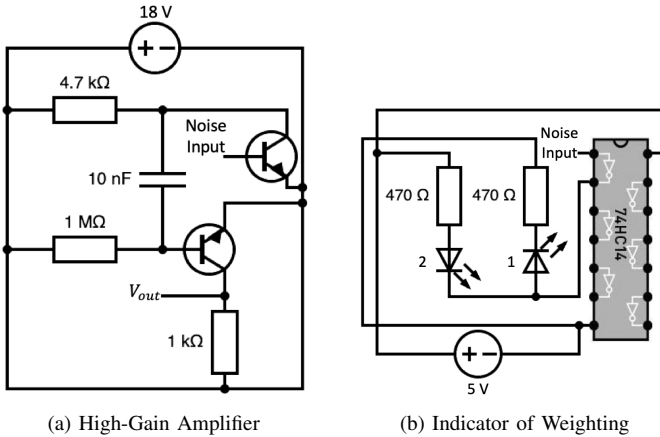 18 V
4.7 kΩ
Noise
Input
10 nF
1 MΩ
Vout
1 kΩ
(a) High-Gain Amplifier
Noise
Input
470 Ω
470 Ω
74HC14
2
1
5 V
(b) Indicator of Weighting